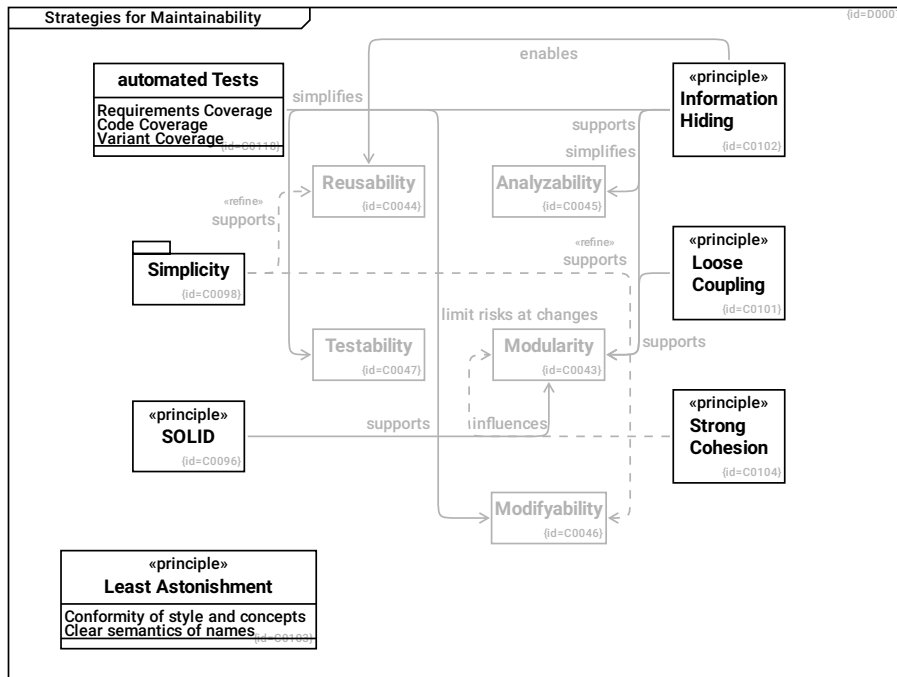 Strategies for Maintainability
{id=D0007
enables
automated Tests
Requirements Coverage
Code Coverage
Variant Coverage
{id=C0110}
simplifies
«principle»
Information
Hiding
{id=C0102}
supports
simplifies
Reusability
{id=C0044}
Analyzability
{id=C0045}
«refine»
supports
«refine»
supports
Simplicity
{id=C0098}
«principle»
Loose
Coupling
{id=C0101}
limit risks at changes
Testability
{id=C0047}
Modularity
{id=C0043}
supports
«principle»
SOLID
{id=C0096}
supports
influences
«principle»
Strong
Cohesion
{id=C0104}
Modifyability
{id=C0046}
«principle»
Least Astonishment
Conformity of style and concepts
Clear semantics of names
{id=C0103}